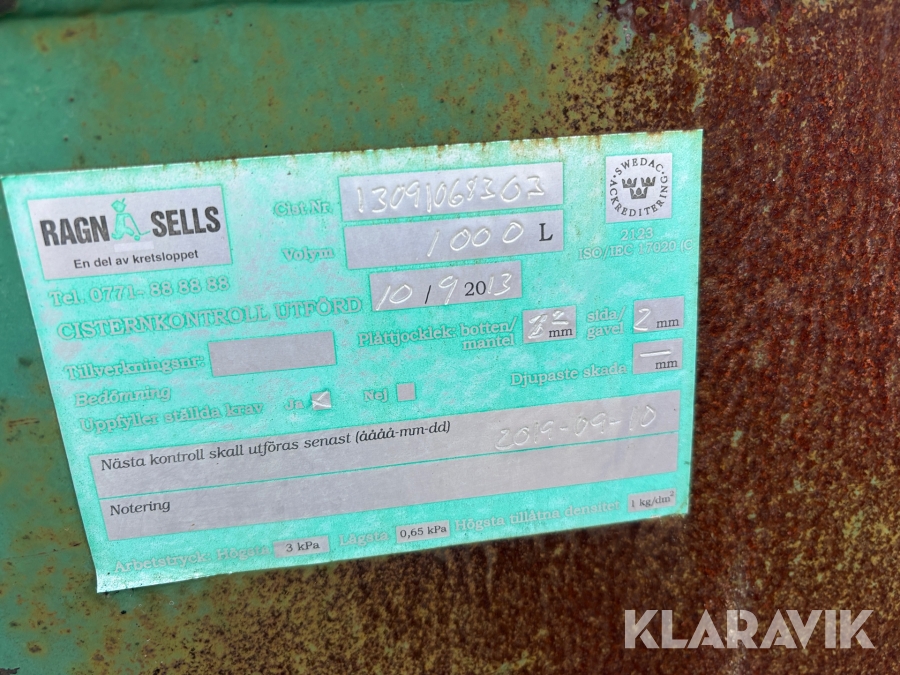 RAGN SELLS
En del av kretsloppet
Tel. 0771- 88 88 88
Cist.Nr. 13091068303
Volym 1000 L
SWEDAC
ACKREDITERING
2123
ISO/IEC 17020 (C)
CISTERNKONTROLL UTFÖRD 10 / 9 2013
Tillverkningsnr:
Plåttjocklek: botten/ mantel mm sida/ gavel 2 mm
Bedömning
Uppfyller ställda krav Ja Nej
Djupaste skada — mm
Nästa kontroll skall utföras senast (åååå-mm-dd) 2019-09-10
Notering
Arbetstryck: Högsta 3 kPa Lägsta 0,65 kPa Högsta tillåtna densitet 1 kg/dm²
KLARAVIK